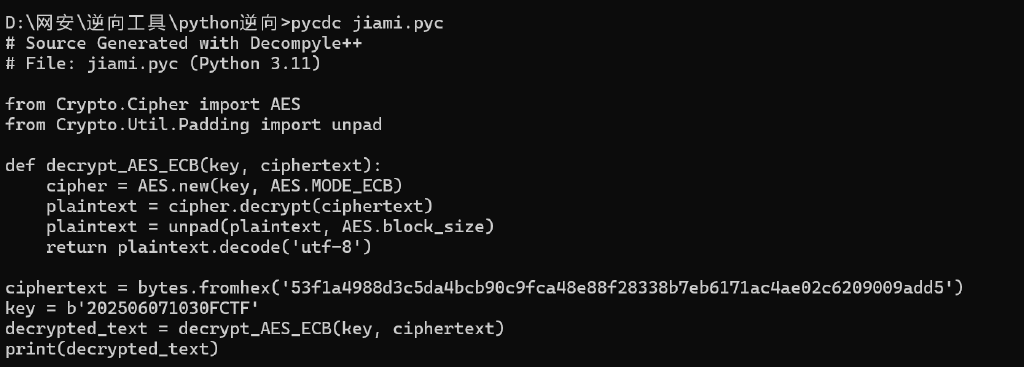 D:\网安\逆向工具\python逆向>pycdc jiami.pyc
# Source Generated with Decompyle++
# File: jiami.pyc (Python 3.11)
from Crypto.Cipher import AES
from Crypto.Util.Padding import unpad
def decrypt_AES_ECB(key, ciphertext):
    cipher = AES.new(key, AES.MODE_ECB)
    plaintext = cipher.decrypt(ciphertext)
    plaintext = unpad(plaintext, AES.block_size)
    return plaintext.decode('utf-8')
ciphertext = bytes.fromhex('53f1a4988d3c5da4bcb90c9fca48e88f28338b7eb6171ac4ae02c6209009add5')
key = b'202506071030FCTF'
decrypted_text = decrypt_AES_ECB(key, ciphertext)
print(decrypted_text)